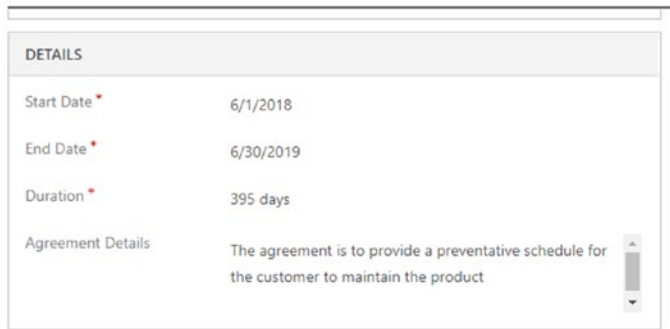 DETAILS
Start Date *
6/1/2018
End Date *
6/30/2019
Duration *
395 days
Agreement Details
The agreement is to provide a preventative schedule for
the customer to maintain the product